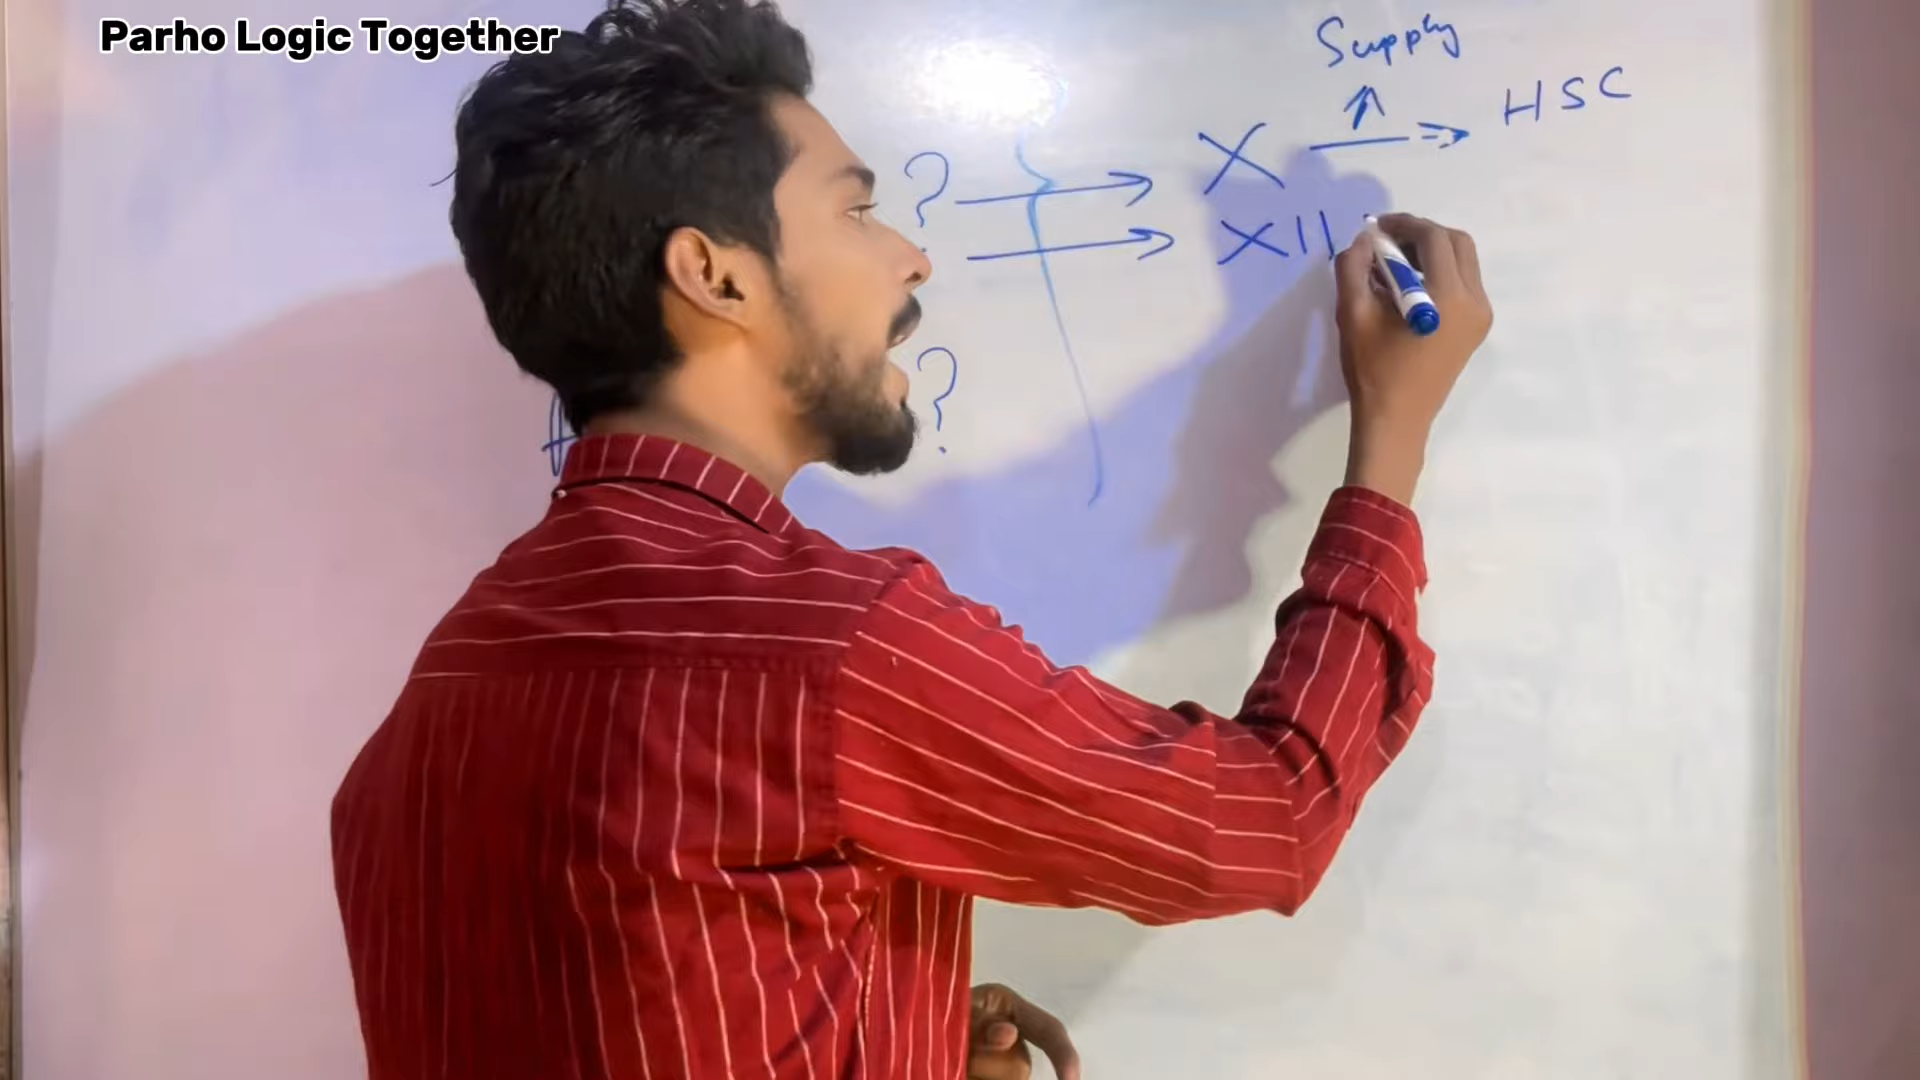 Parho Logic Together
Supply
HSC
? X
XII
?